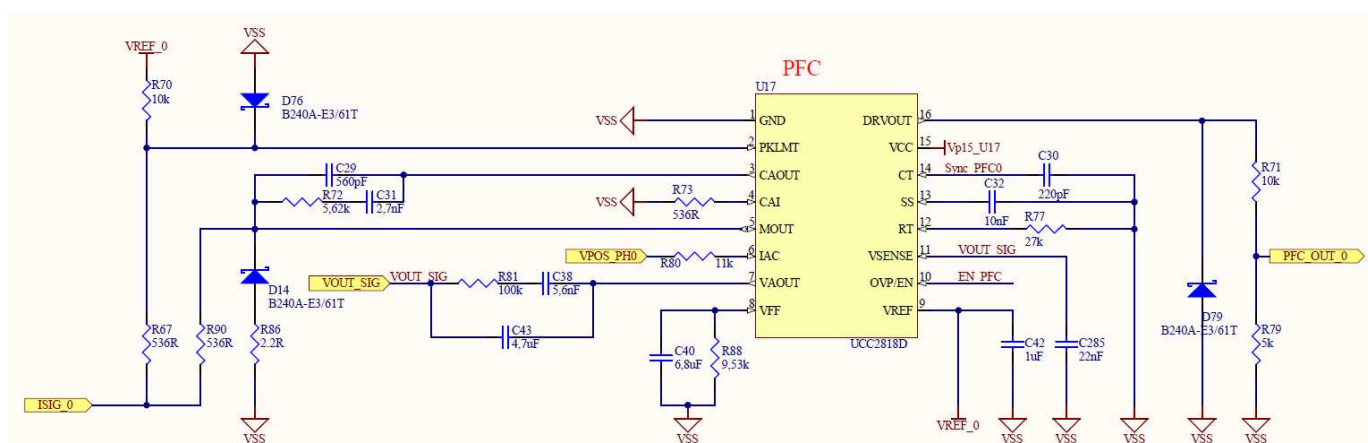 PFC
VSS
VREF_0
R70
10k
D76
B240A-E3/61T
U17
VSS
1
GND
DRVOUT
16
2
PKLMT
VCC
15
Vp15_U17
C29
560pF
3
CAOUT
CT
14
Sync_PFC0
C30
220pF
R71
10k
R72
5,62k
C31
2,7nF
VSS
R73
536R
4
CAI
SS
13
C32
10nF
5
MOUT
RT
12
R77
27k
VPOS_PH0
R80
11k
6
IAC
VSENSE
11
VOUT_SIG
PFC_OUT_0
D14
B240A-E3/61T
VOUT_SIG
VOUT_SIG
R81
100k
C38
5,6nF
7
VAOUT
OVP/EN
10
EN_PFC
8
VFF
VREF
9
D79
B240A-E3/61T
R67
536R
R90
536R
R86
2.2R
C43
4,7uF
UCC2818D
C40
6,8uF
R88
9,53k
C42
1uF
C285
22nF
R79
5k
ISIG_0
VSS
VSS
VREF_0
VSS
VSS
VSS
VSS
VSS